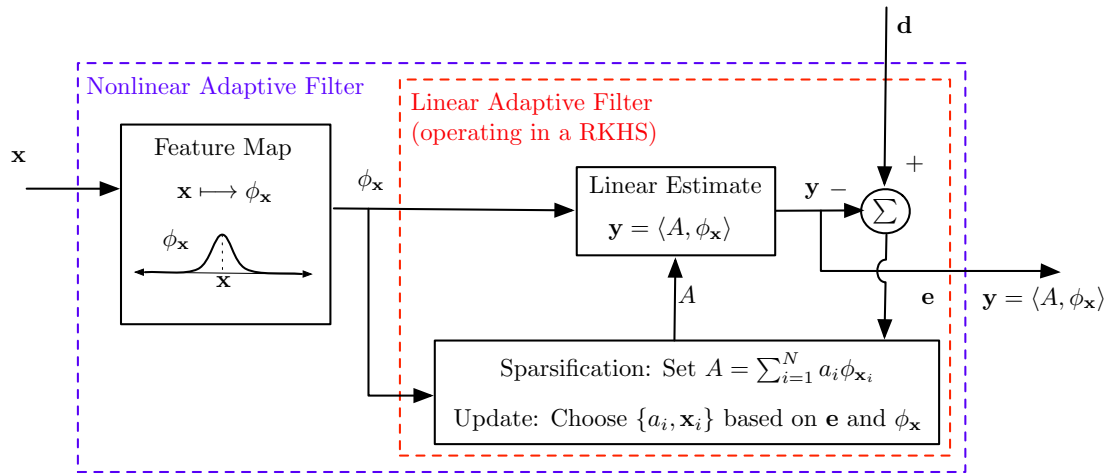 d
Nonlinear Adaptive Filter
Linear Adaptive Filter
(operating in a RKHS)
x
Feature Map
x ⟼ ϕ_x
ϕ_x
x
ϕ_x
Linear Estimate
y = ⟨A, ϕ_x⟩
y −
+
∑
A
e
y = ⟨A, ϕ_x⟩
Sparsification: Set A = ∑_{i=1}^{N} a_i ϕ_{x_i}
Update: Choose {a_i, x_i} based on e and ϕ_x